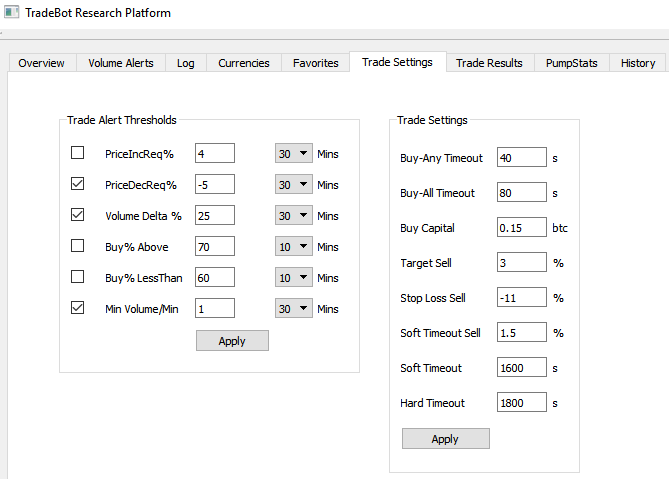 TradeBot Research Platform
Overview Volume Alerts Log Currencies Favorites Trade Settings Trade Results PumpStats History
Trade Alert Thresholds
PriceIncReq% 4 30 Mins
PriceDecReq% -5 30 Mins
Volume Delta % 25 30 Mins
Buy% Above 70 10 Mins
Buy% LessThan 60 10 Mins
Min Volume/Min 1 30 Mins
Apply
Trade Settings
Buy-Any Timeout 40 s
Buy-All Timeout 80 s
Buy Capital 0.15 btc
Target Sell 3 %
Stop Loss Sell -11 %
Soft Timeout Sell 1.5 %
Soft Timeout 1600 s
Hard Timeout 1800 s
Apply